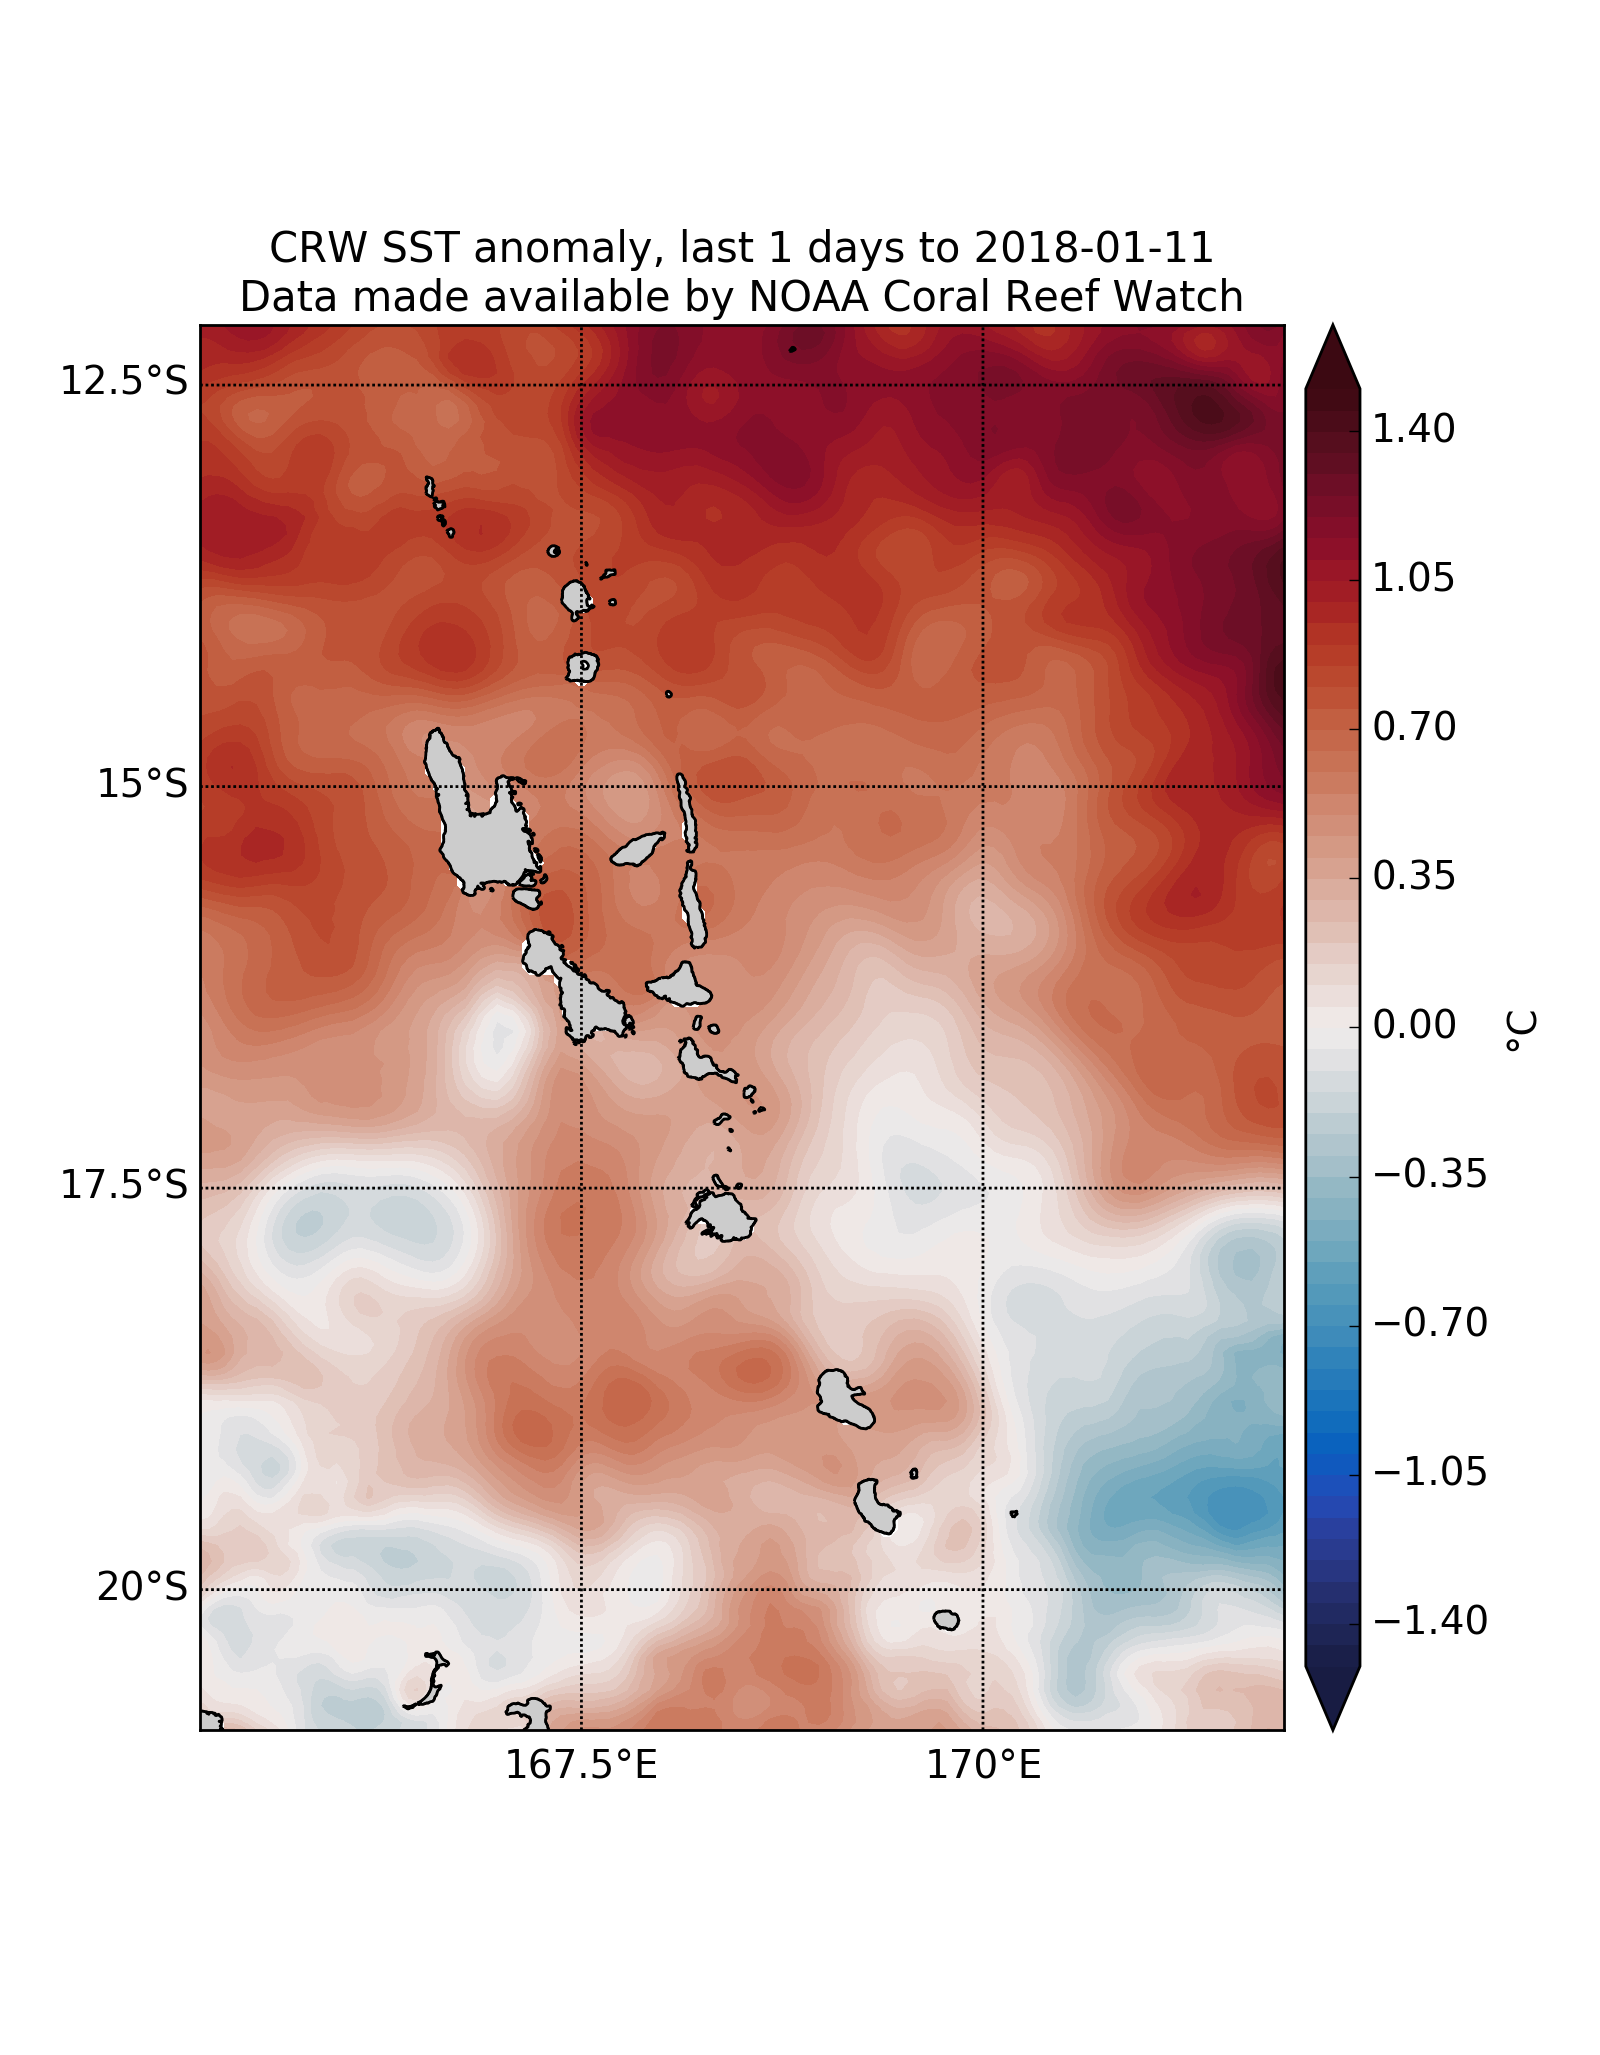 CRW SST anomaly, last 1 days to 2018-01-11
Data made available by NOAA Coral Reef Watch
12.5°S
15°S
17.5°S
20°S
167.5°E
170°E
1.40
1.05
0.70
0.35
0.00
−0.35
−0.70
−1.05
−1.40
°C